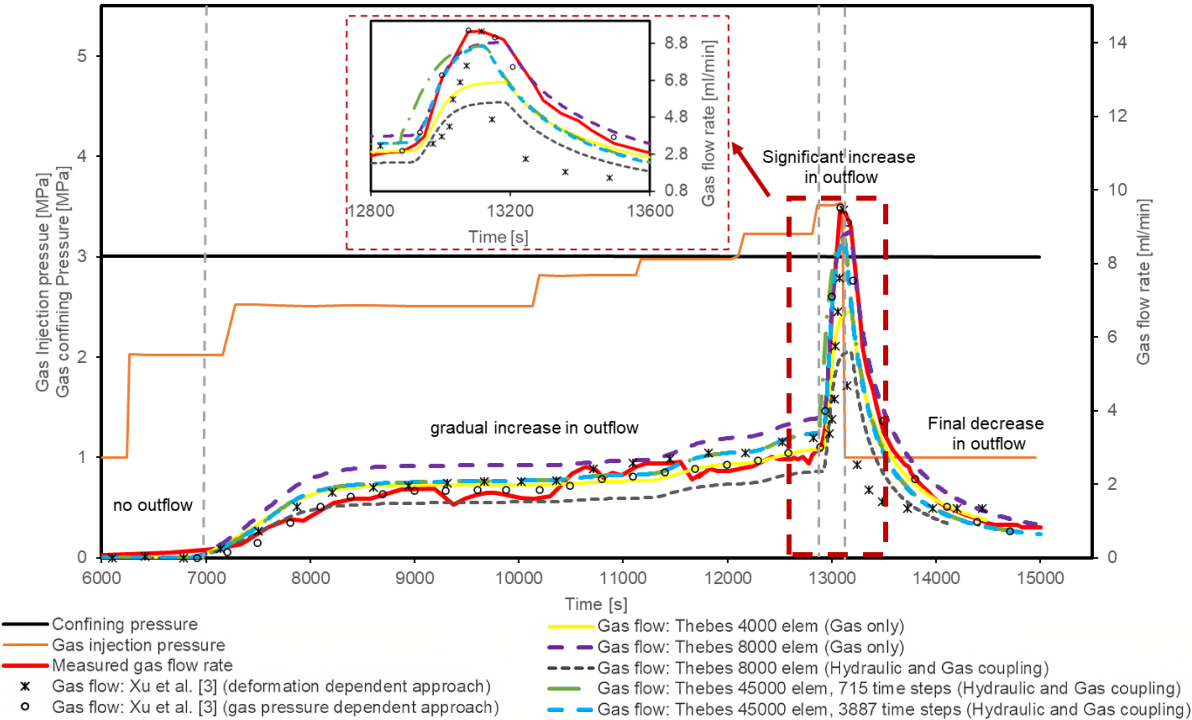 Gas Injection pressue [MPa]
Gas confining Pressure [MPa]
5
4
3
2
1
0
6000
7000
8000
9000
10000
11000
12000
13000
14000
15000
Time [s]
14
12
10
8
6
4
2
0
Gas flow rate [ml/min]
8.8
6.8
4.8
2.8
0.8
Gas flow rate [ml/min]
12800
13200
13600
Time [s]
Significant increase
in outflow
no outflow
gradual increase in outflow
Final decrease
in outflow
Confining pressure
Gas injection pressure
Measured gas flow rate
Gas flow: Xu et al. [3] (deformation dependent approach)
Gas flow: Xu et al. [3] (gas pressure dependent approach)
Gas flow: Thebes 4000 elem (Gas only)
Gas flow: Thebes 8000 elem (Gas only)
Gas flow: Thebes 8000 elem (Hydraulic and Gas coupling)
Gas flow: Thebes 45000 elem, 715 time steps (Hydraulic and Gas coupling)
Gas flow: Thebes 45000 elem, 3887 time steps (Hydraulic and Gas coupling)